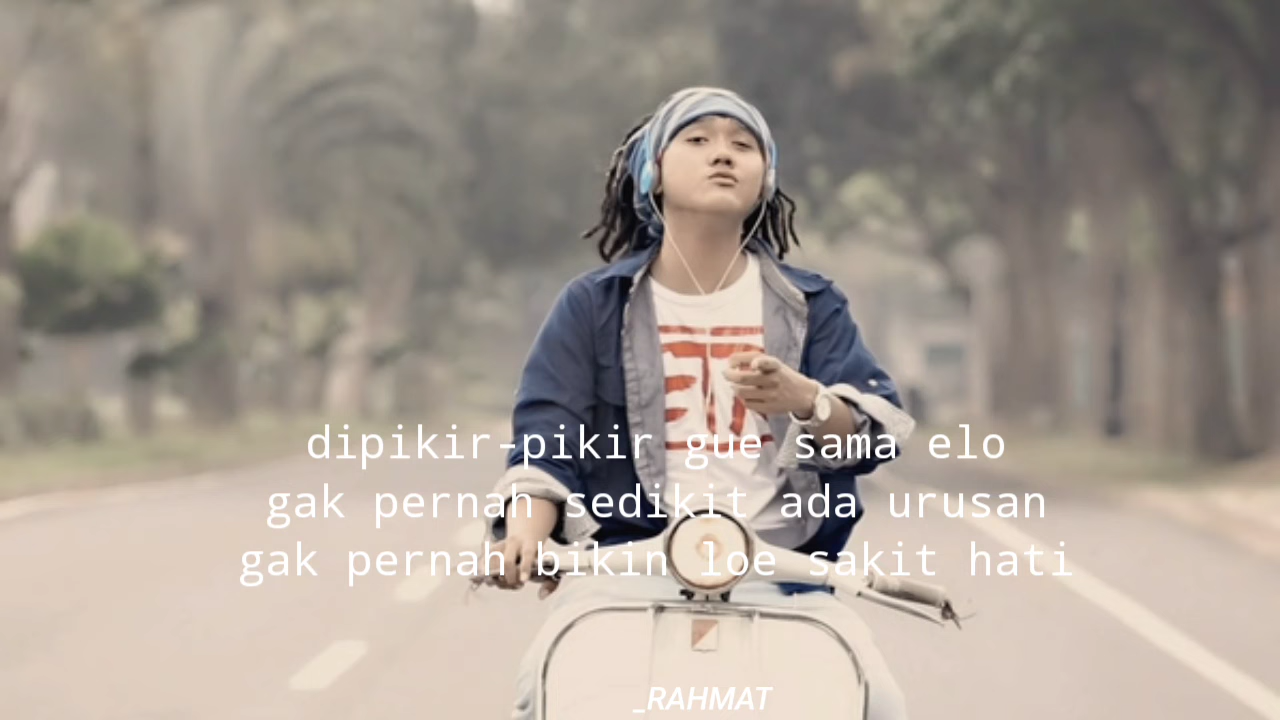 dipikir-pikir gue sama elo
gak pernah sedikit ada urusan
gak pernah bikin loe sakit hati
_RAHMAT